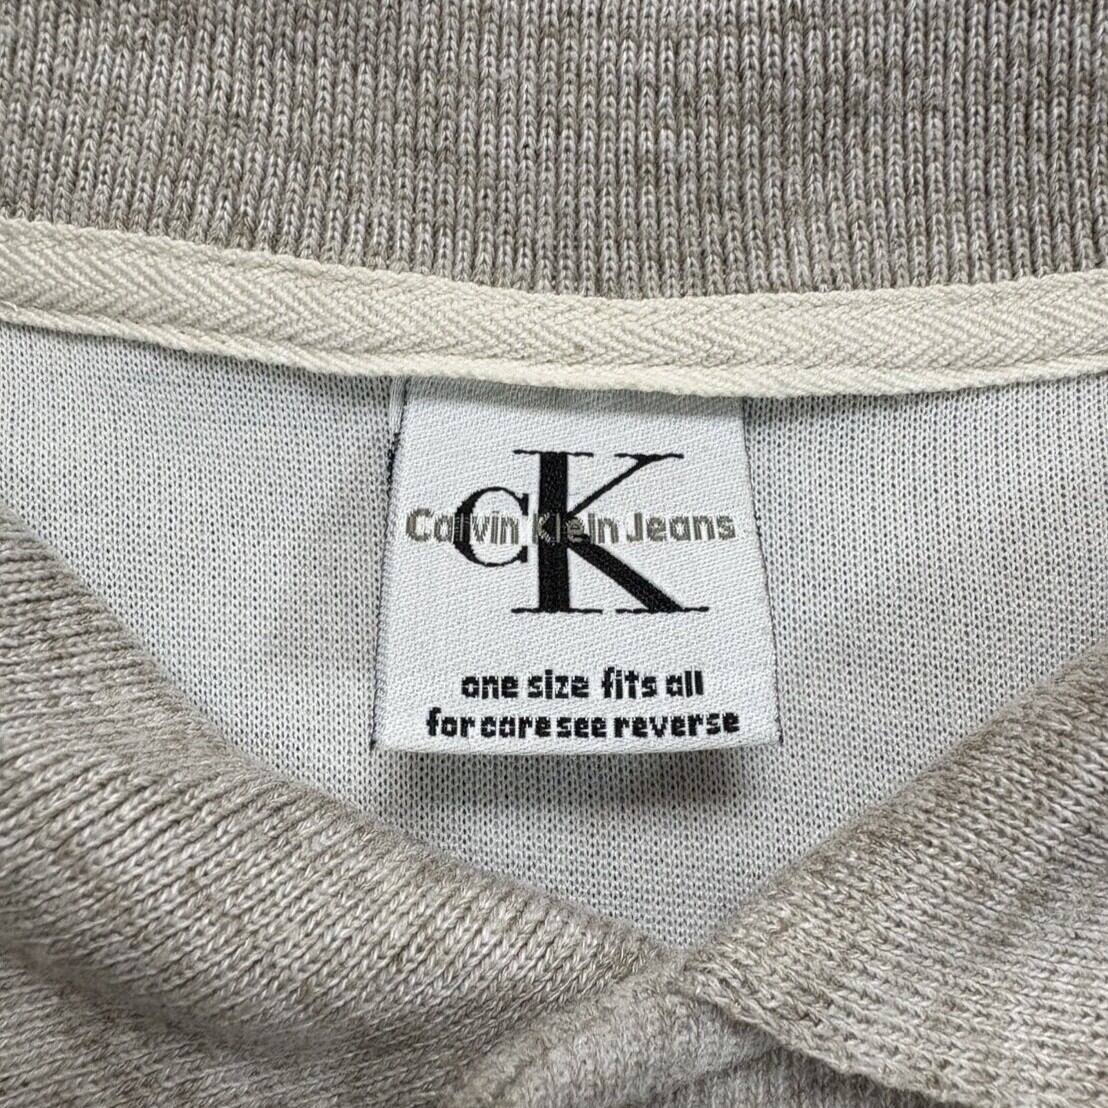 CK
Calvin Klein Jeans
one size fits all
for care see reverse